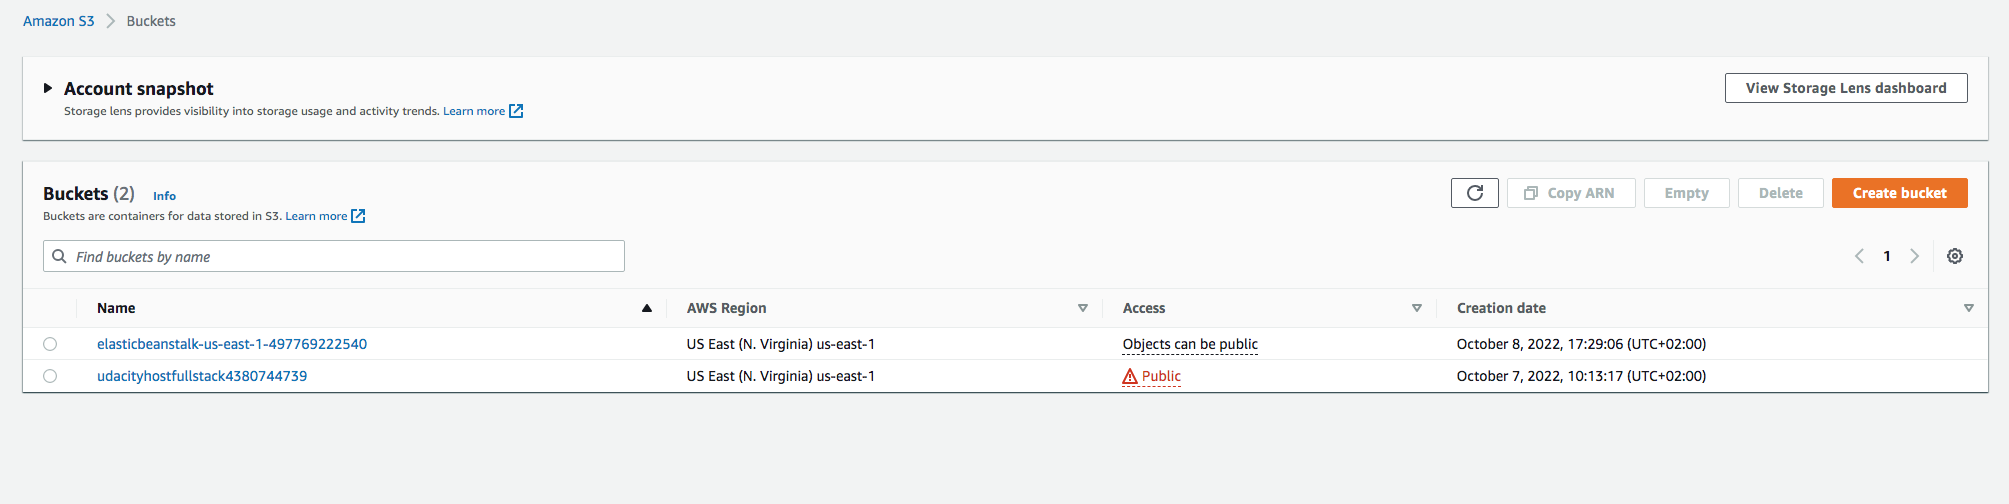 Amazon S3 Buckets
Account snapshot
View Storage Lens dashboard
Storage lens provides visibility into storage usage and activity trends. Learn more
Buckets (2) Info
Copy ARN Empty Delete Create bucket
Buckets are containers for data stored in S3. Learn more
Find buckets by name
1
Name AWS Region Access Creation date
elasticbeanstalk-us-east-1-497769222540 US East (N. Virginia) us-east-1 Objects can be public October 8, 2022, 17:29:06 (UTC+02:00)
udacityhostfullstack4380744739 US East (N. Virginia) us-east-1 Public October 7, 2022, 10:13:17 (UTC+02:00)